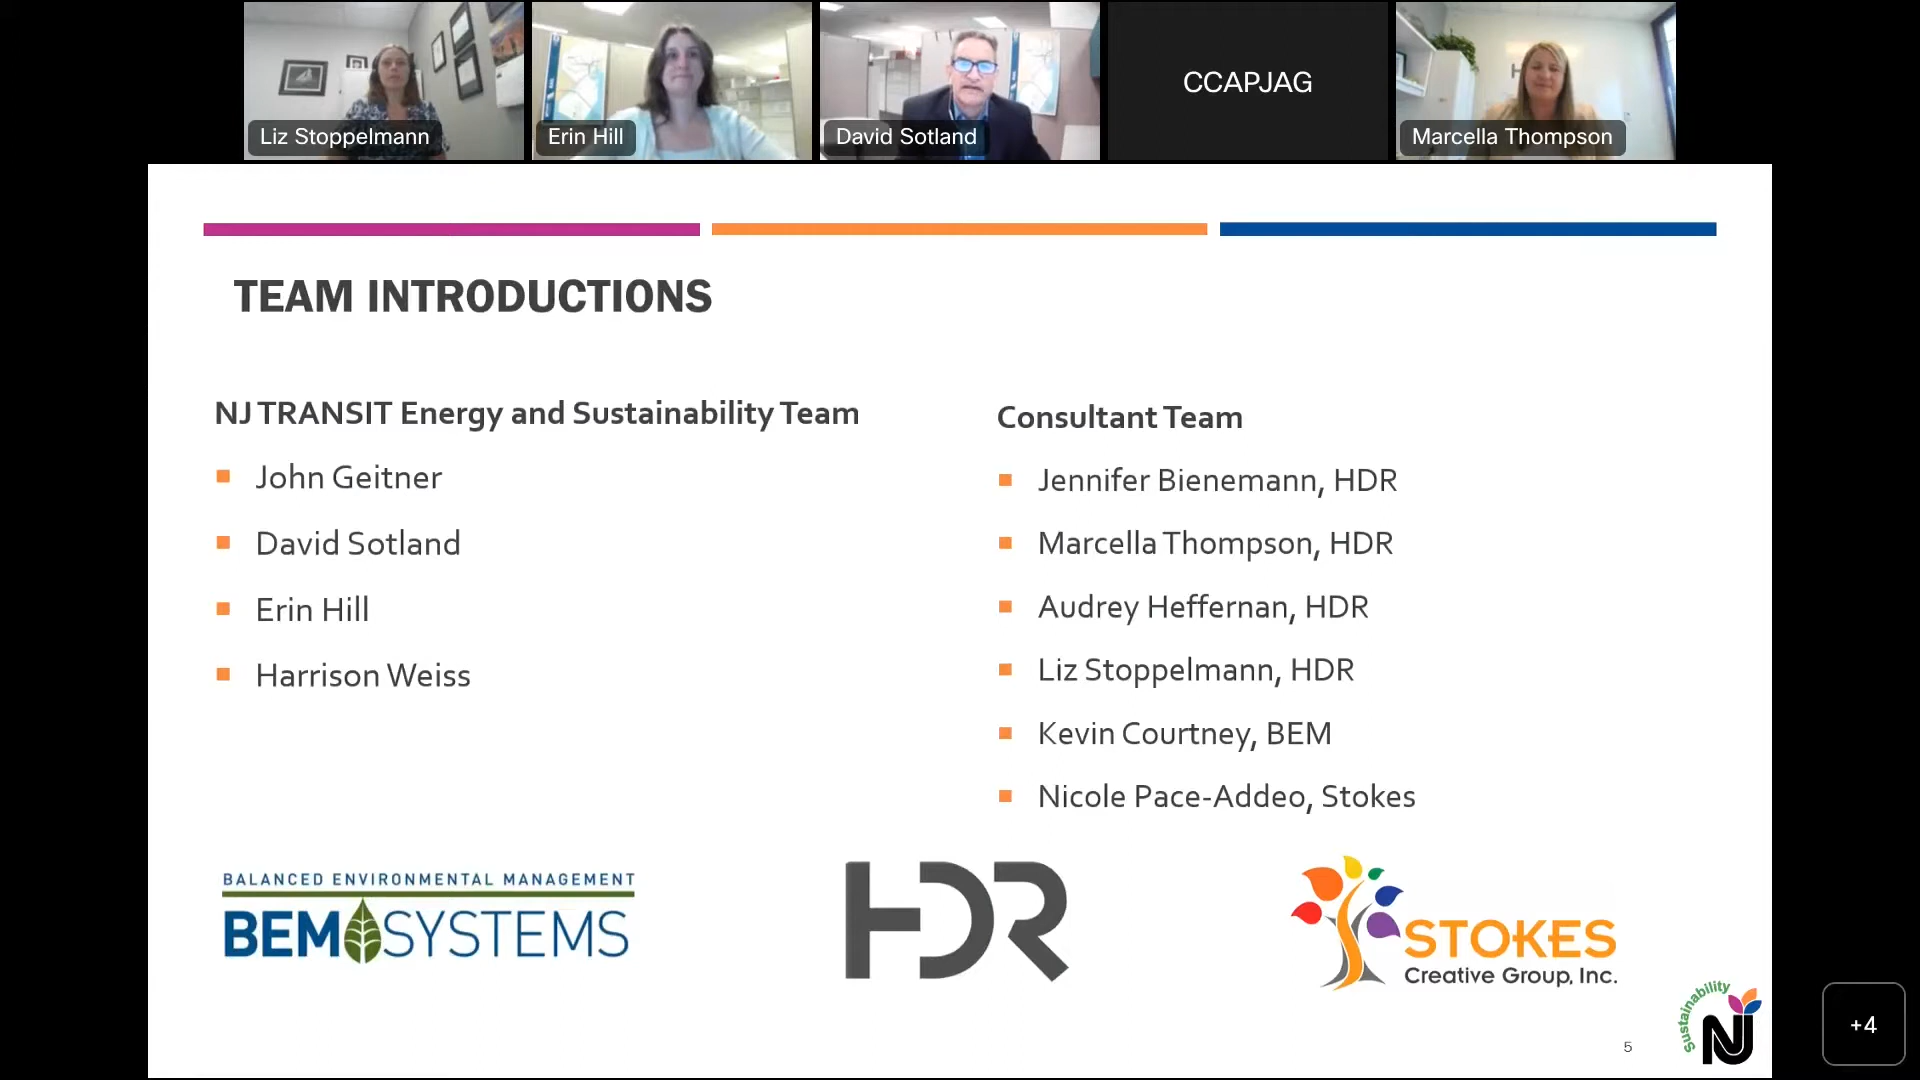 Liz Stoppelmann
Erin Hill
David Sotland
CCAPJAG
Marcella Thompson
TEAM INTRODUCTIONS
NJ TRANSIT Energy and Sustainability Team
John Geitner
David Sotland
Erin Hill
Harrison Weiss
Consultant Team
Jennifer Bienemann, HDR
Marcella Thompson, HDR
Audrey Heffernan, HDR
Liz Stoppelmann, HDR
Kevin Courtney, BEM
Nicole Pace-Addeo, Stokes
BALANCED ENVIRONMENTAL MANAGEMENT
BEM SYSTEMS
HDR
STOKES
Creative Group, Inc.
5
Sustainability
NJ
+4